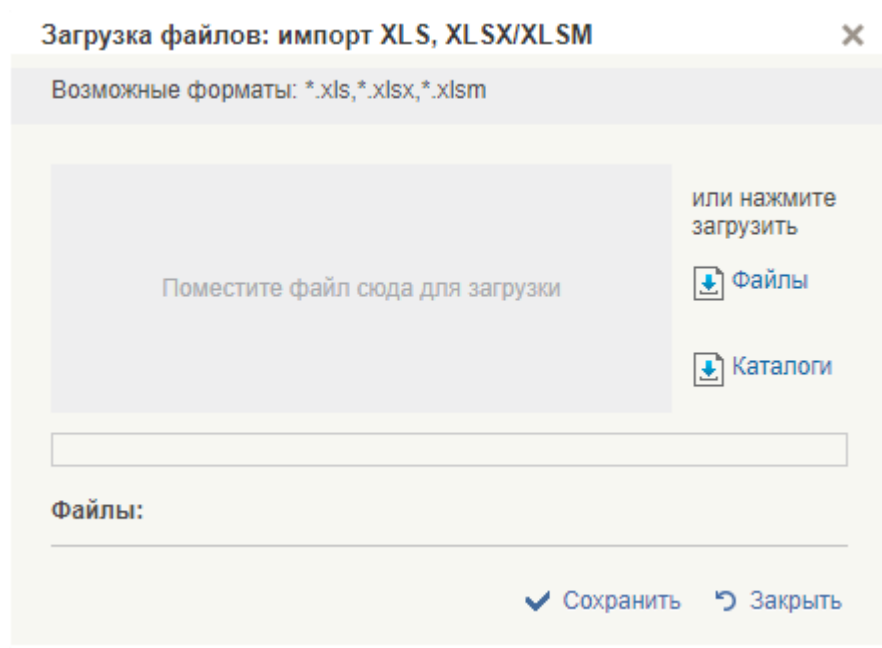 Загрузка файлов: импорт XLS, XLSX/XLSM
Возможные форматы: *.xls,*.xlsx,*.xlsm
Поместите файл сюда для загрузки
или нажмите
загрузить
Файлы
Каталоги
Файлы:
Сохранить
Закрыть